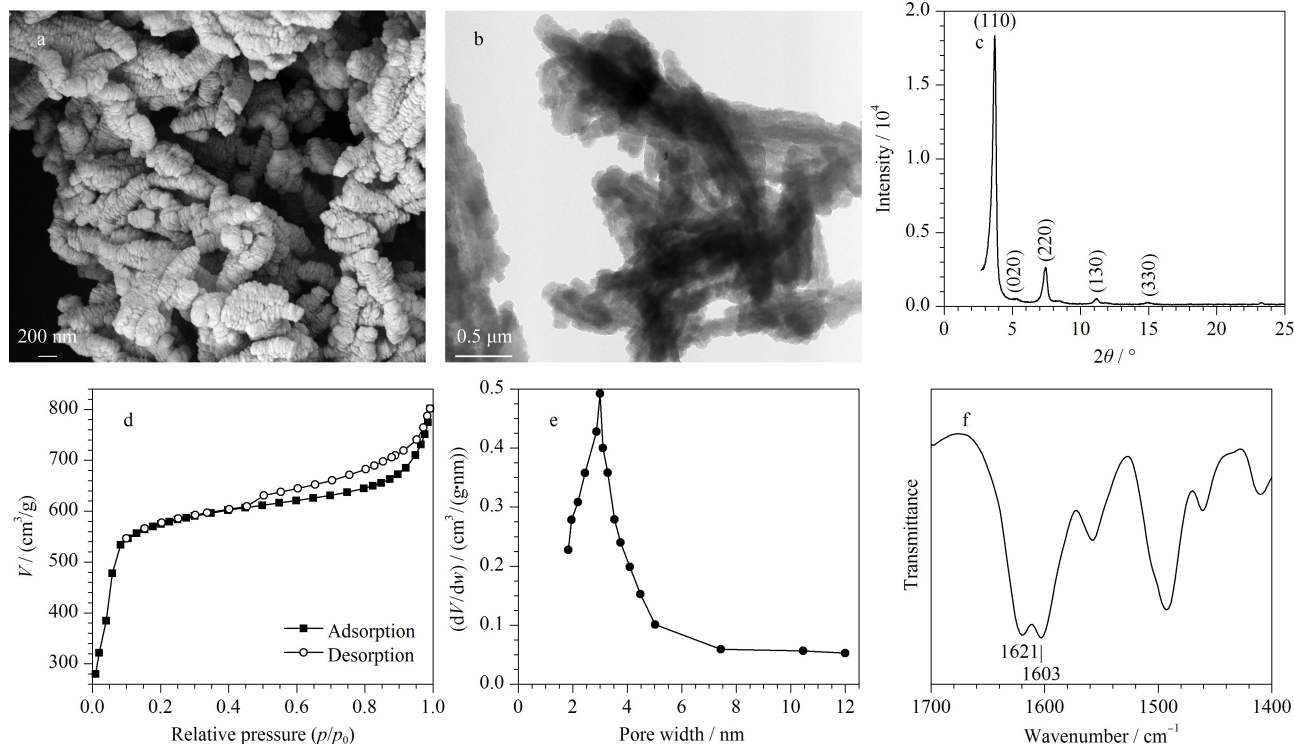 a
200 nm
b
0.5 μm
c
(110)
(020)
(220)
(130)
(330)
2.0
1.5
1.0
0.5
0.0
Intensity / 10⁴
0 5 10 15 20 25
2θ / °
d
800
700
600
500
400
300
V / (cm³/g)
Adsorption
Desorption
0.0 0.2 0.4 0.6 0.8 1.0
Relative pressure (p/p₀)
e
0.5
0.4
0.3
0.2
0.1
0.0
(dV/dw) / (cm³/(g•nm))
0 2 4 6 8 10 12
Pore width / nm
f
Transmittance
1621
1603
1700 1600 1500 1400
Wavenumber / cm⁻¹